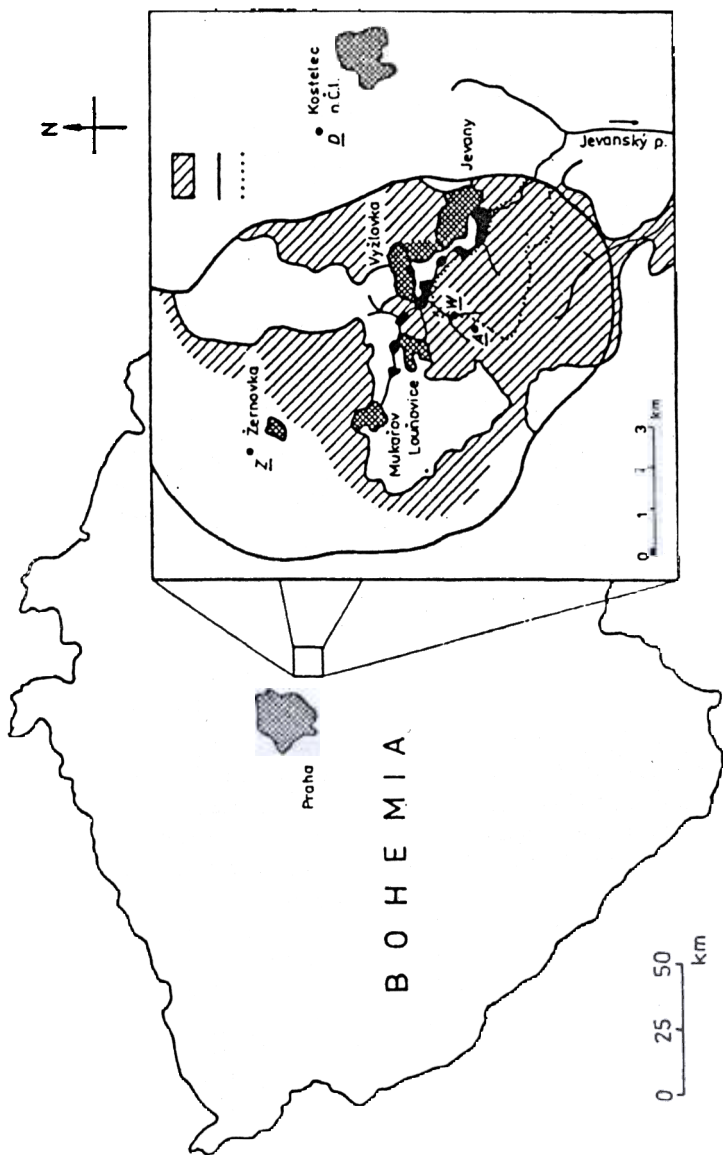 N
Kostelec
n.Č.l.
D
Vyžlovka
Jevany
Jevanský p.
Žernovka
Z
W
A
Mukařov
Louňovice
0 1 2 3
km
Praha
BOHEMIA
0 25 50
km